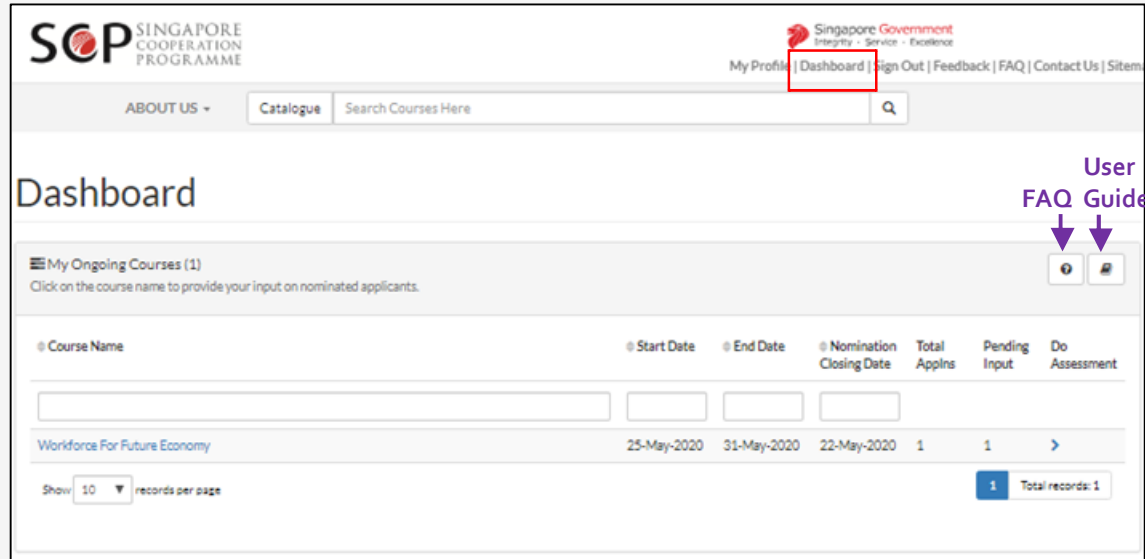 SCP SINGAPORE
COOPERATION
PROGRAMME
Singapore Government
Integrity · Service · Excellence
My Profile | Dashboard | Sign Out | Feedback | FAQ | Contact Us | Sitema
ABOUT US
Catalogue
Search Courses Here
Dashboard
User
FAQ Guide
My Ongoing Courses (1)
Click on the course name to provide your input on nominated applicants.
Course Name Start Date End Date Nomination Total Pending Do
Closing Date Applns Input Assessment
Workforce For Future Economy 25-May-2020 31-May-2020 22-May-2020 1 1
Show 10 records per page 1 Total records: 1